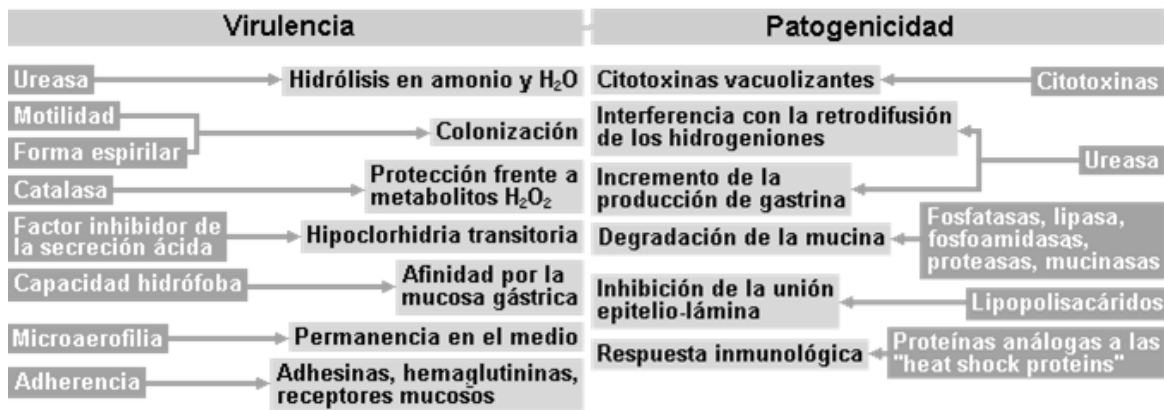 Virulencia
Patogenicidad
Ureasa
Hidrólisis en amonio y H₂O
Motilidad
Forma espirilar
Colonización
Catalasa
Protección frente a
metabolitos H₂O₂
Factor inhibidor de
la secreción ácida
Hipoclorhidria transitoria
Capacidad hidrófoba
Afinidad por la
mucosa gástrica
Microaerofilia
Permanencia en el medio
Adherencia
Adhesinas, hemaglutininas,
receptores mucosos
Citotoxinas vacuolizantes
Citotoxinas
Interferencia con la retrodifusión
de los hidrogeniones
Incremento de la
producción de gastrina
Ureasa
Degradación de la mucina
Fosfatasas, lipasa,
fosfoamidasas,
proteasas, mucinasas
Inhibición de la unión
epitelio-lámina
Lipopolisacáridos
Respuesta inmunológica
Proteínas análogas a las
"heat shock proteins"